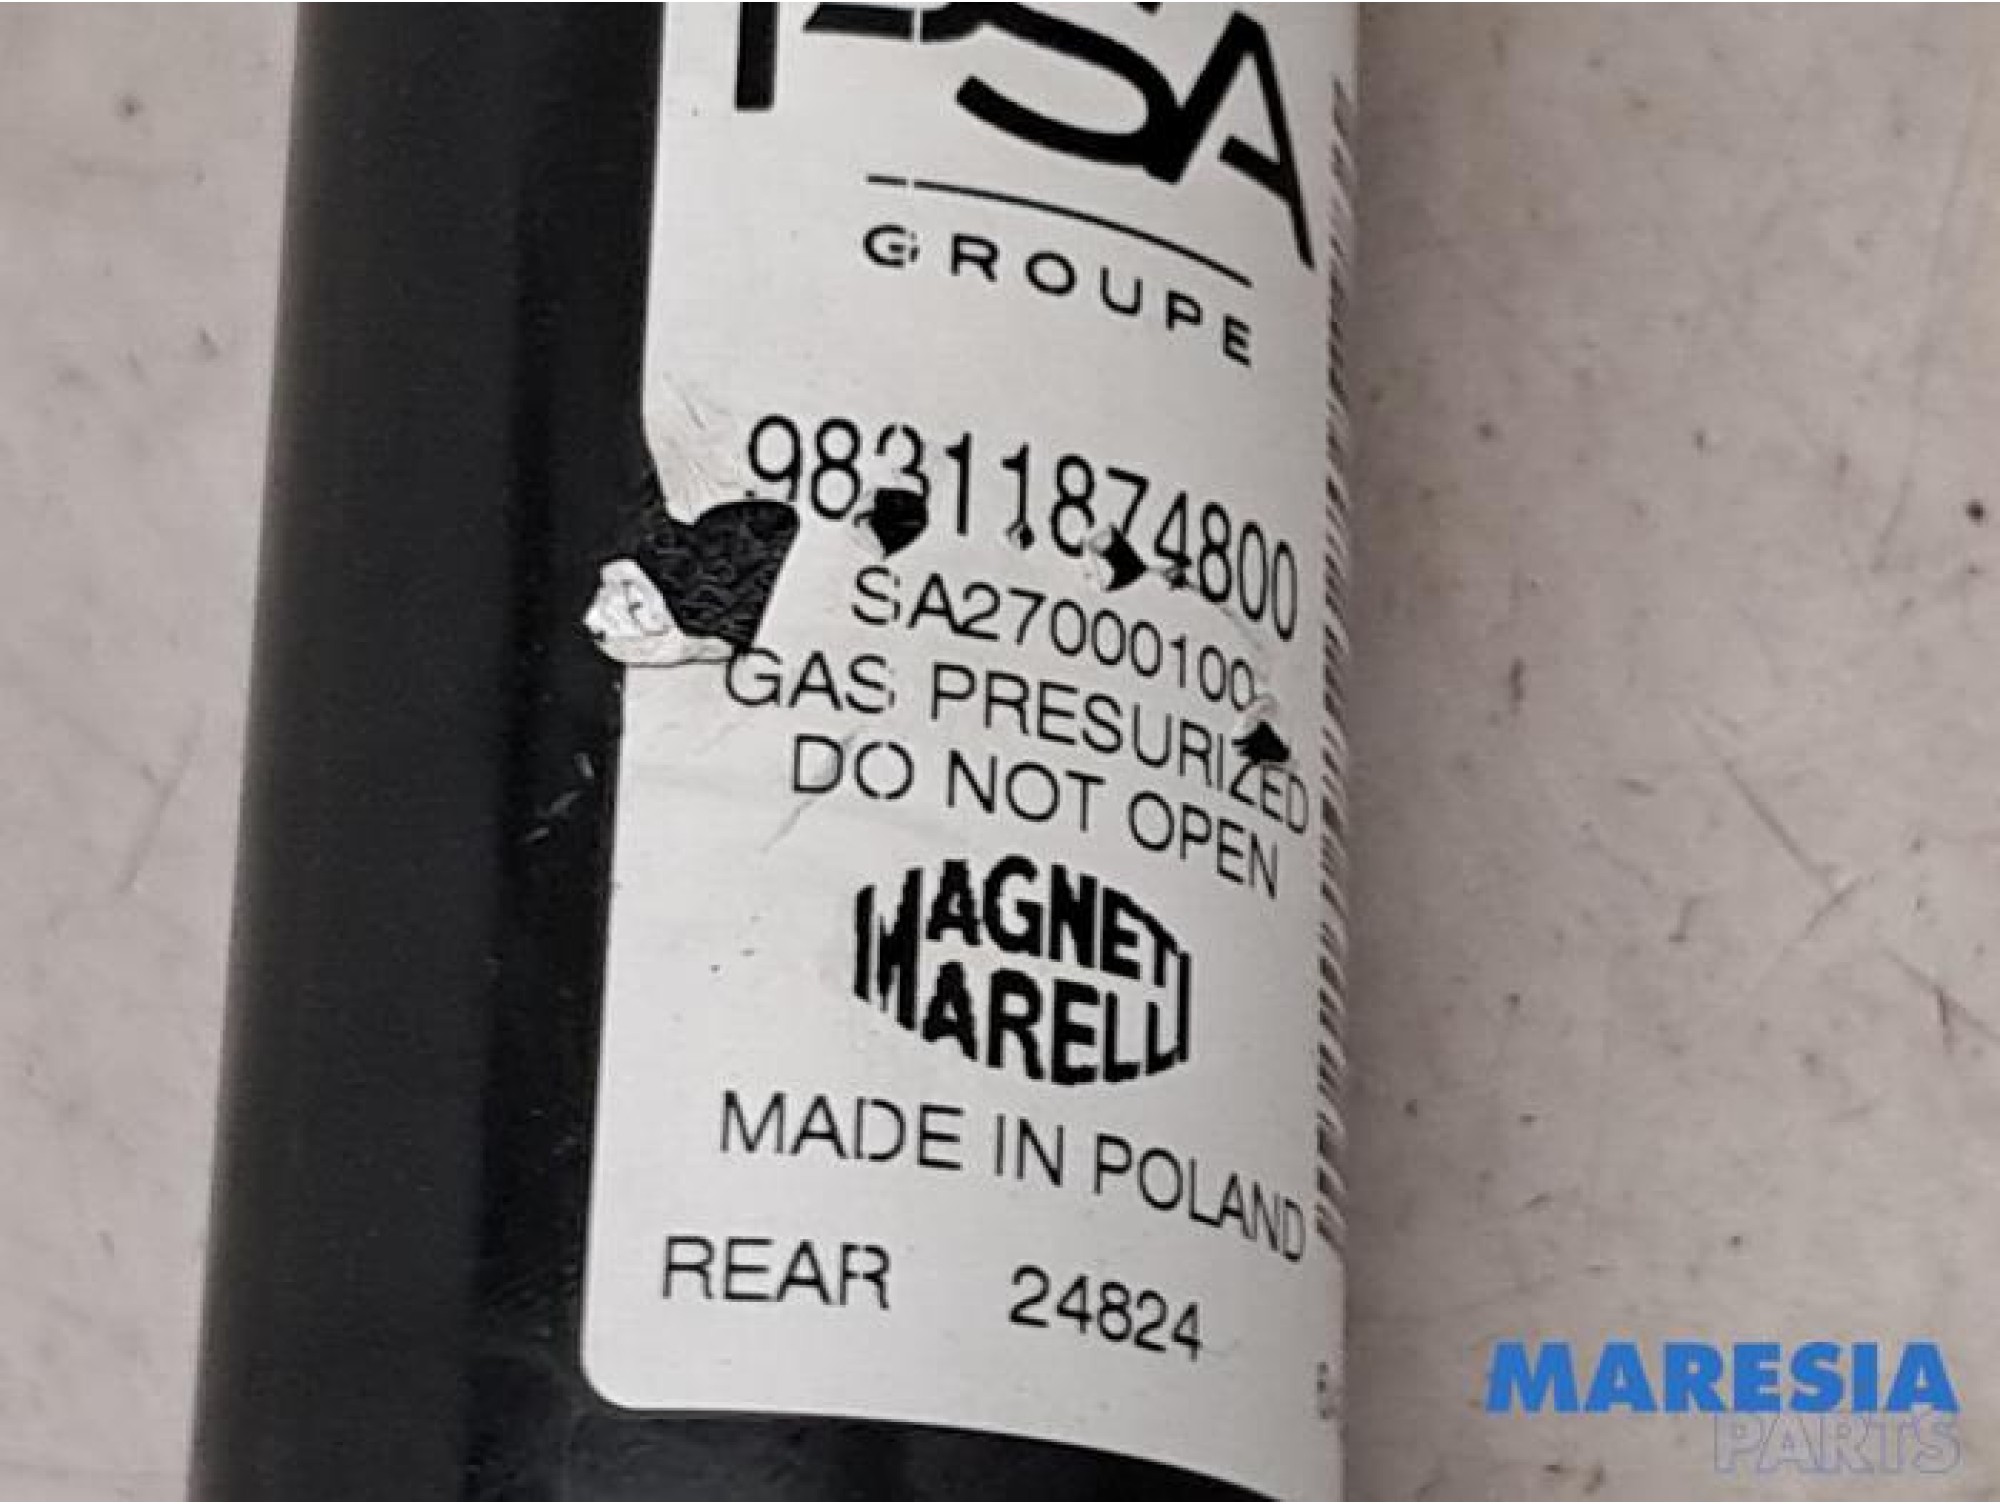 PSA
GROUPE
98311874800
SA27000100
GAS PRESURIZED
DO NOT OPEN
MAGNETI
MARELLI
MADE IN POLAND
REAR 24824
MARESIA
PARTS